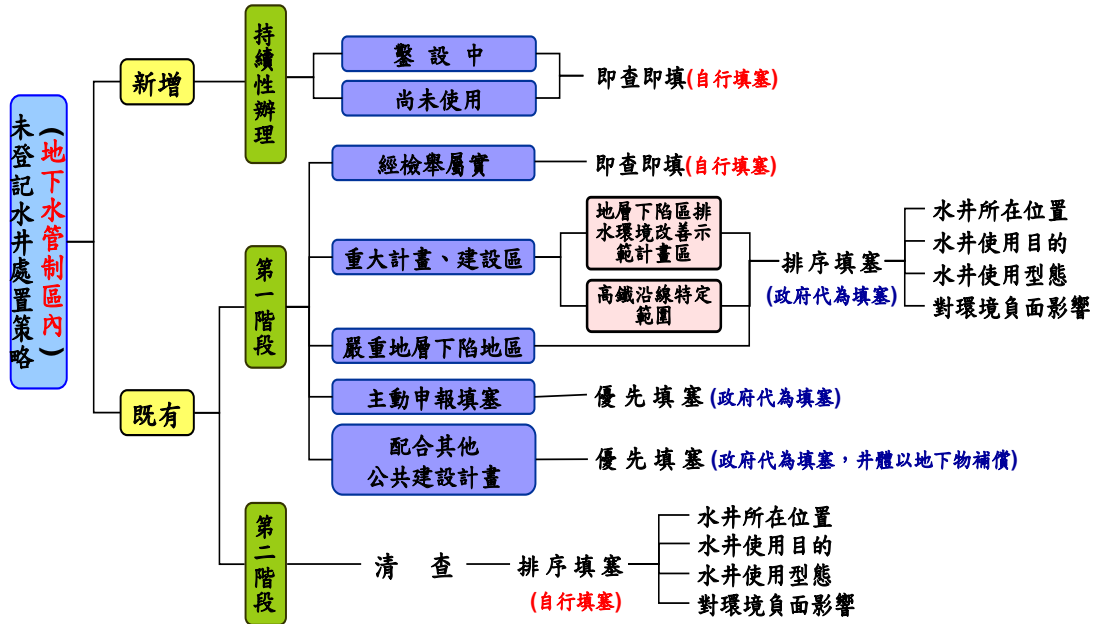 未登記水井處置策略
(地下水管制區內)
新增
持續性辦理
鑿設中
尚未使用
即查即填(自行填塞)
既有
第一階段
經檢舉屬實
即查即填(自行填塞)
重大計畫、建設區
地層下陷區排
水環境改善示
範計畫區
高鐵沿線特定
範圍
嚴重地層下陷地區
排序填塞
(政府代為填塞)
水井所在位置
水井使用目的
水井使用型態
對環境負面影響
主動申報填塞
優先填塞(政府代為填塞)
配合其他
公共建設計畫
優先填塞(政府代為填塞，井體以地下物補償)
第二階段
清查
排序填塞
(自行填塞)
水井所在位置
水井使用目的
水井使用型態
對環境負面影響